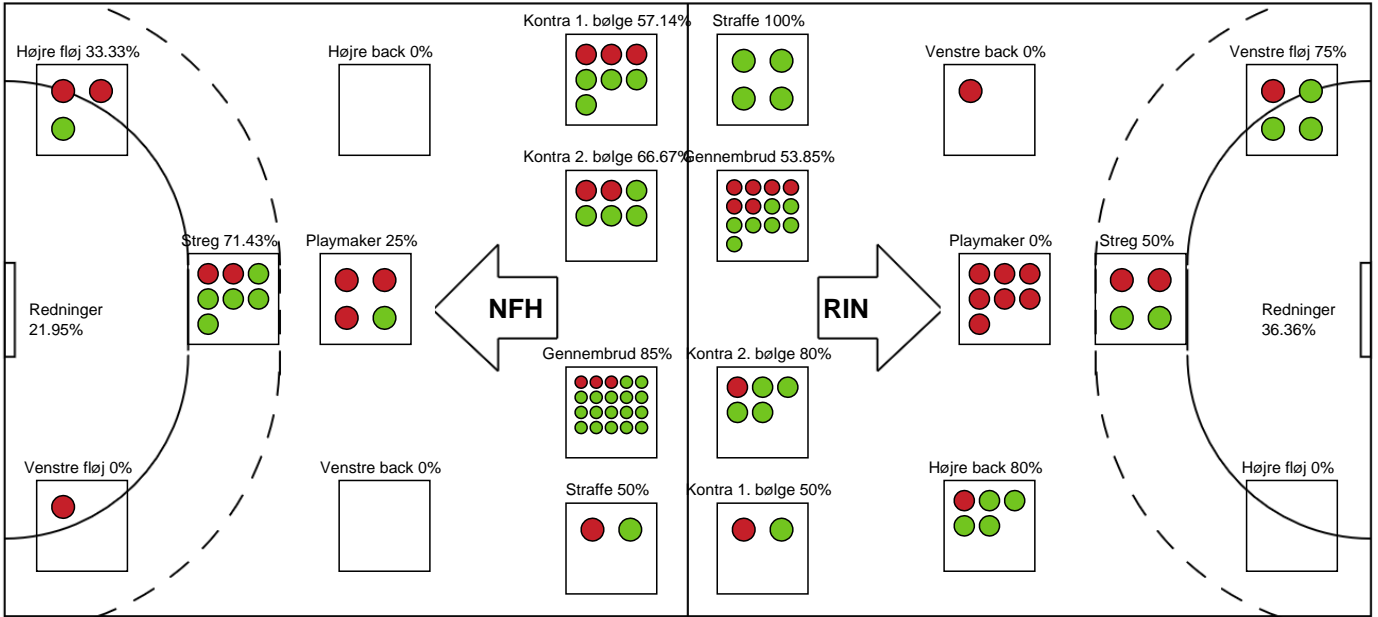 Kontra 1. bølge 57.14%
Straffe 100%
Højre fløj 33.33%
Højre back 0%
Venstre back 0%
Venstre fløj 75%
Kontra 2. bølge 66.67%
Gennembrud 53.85%
Streg 71.43%
Playmaker 25%
Playmaker 0%
Streg 50%
Redninger
21.95%
NFH
RIN
Redninger
36.36%
Gennembrud 85%
Kontra 2. bølge 80%
Venstre fløj 0%
Venstre back 0%
Straffe 50%
Kontra 1. bølge 50%
Højre back 80%
Højre fløj 0%